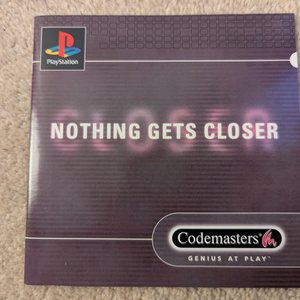 PlayStation
CLOSER
NOTHING GETS CLOSER
Codemasters
GENIUS AT PLAY